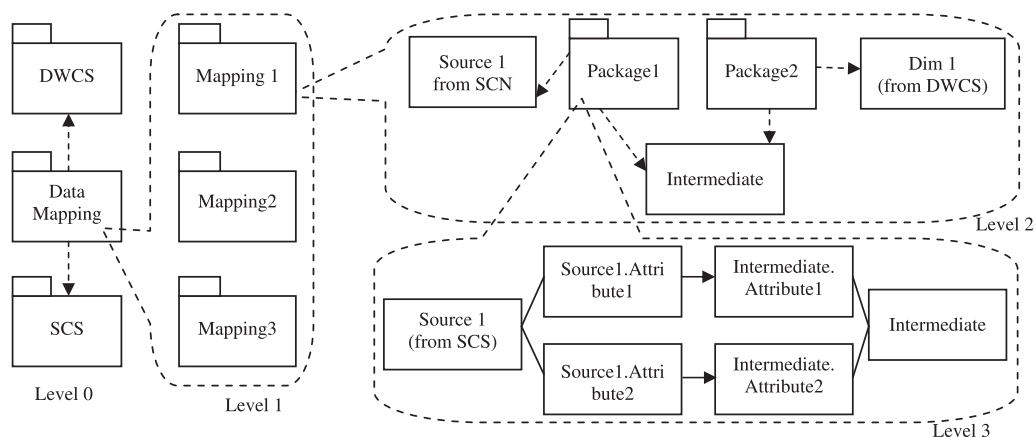 DWCS
Data
Mapping
SCS
Level 0
Mapping 1
Mapping2
Mapping3
Level 1
Source 1
from SCN
Package1
Package2
Dim 1
(from DWCS)
Intermediate
Level 2
Source 1
(from SCS)
Source1.Attri
bute1
Intermediate.
Attribute1
Source1.Attri
bute2
Intermediate.
Attribute2
Intermediate
Level 3